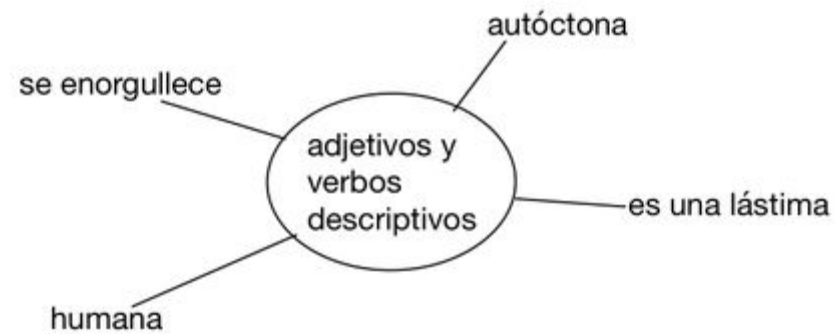 autóctona
se enorgullece
adjetivos y
verbos
descriptivos
es una lástima
humana